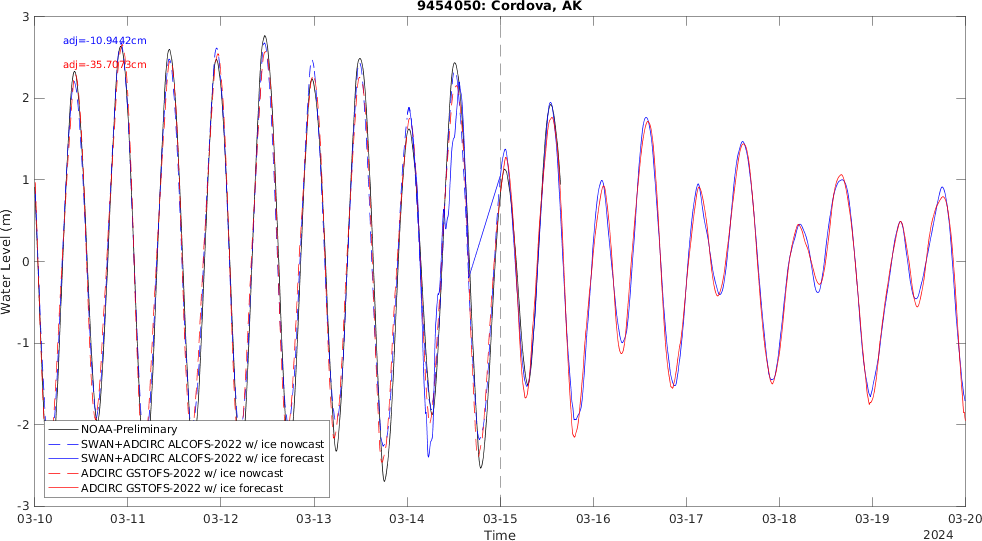 9454050: Cordova, AK
adj=-10.9442cm
adj=-35.7073cm
3
2
1
0
-1
-2
-3
Water Level (m)
NOAA-Preliminary
SWAN+ADCIRC ALCOFS-2022 w/ ice nowcast
SWAN+ADCIRC ALCOFS-2022 w/ ice forecast
ADCIRC GSTOFS-2022 w/ ice nowcast
ADCIRC GSTOFS-2022 w/ ice forecast
03-10 03-11 03-12 03-13 03-14 03-15 03-16 03-17 03-18 03-19 03-20
Time
2024